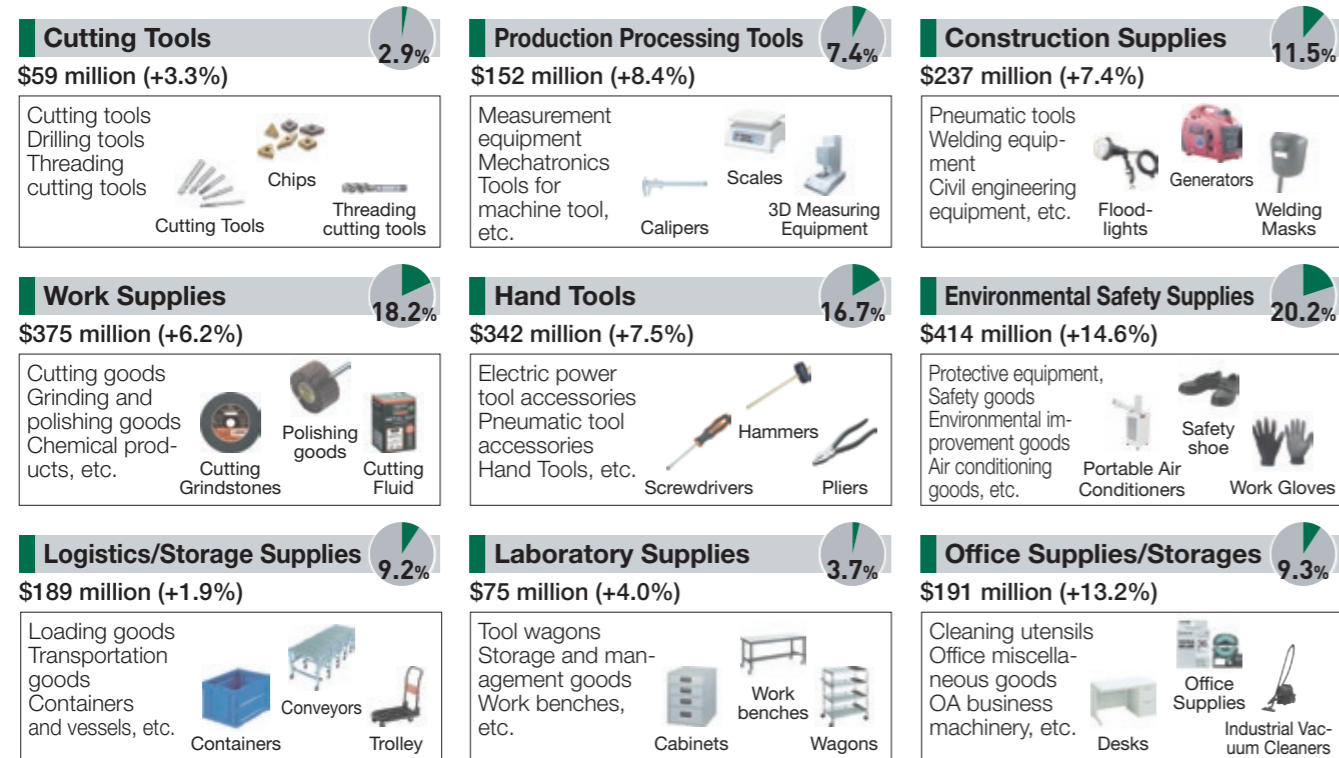 Cutting Tools
2.9%
$59 million (+3.3%)
Cutting tools
Drilling tools
Threading
cutting tools
Chips
Cutting Tools
Threading
cutting tools
Production Processing Tools
7.4%
$152 million (+8.4%)
Measurement
equipment
Mechatronics
Tools for
machine tool,
etc.
Scales
Calipers
3D Measuring
Equipment
Construction Supplies
11.5%
$237 million (+7.4%)
Pneumatic tools
Welding equip-
ment
Civil engineering
equipment, etc.
Generators
Flood-
lights
Welding
Masks
Work Supplies
18.2%
$375 million (+6.2%)
Cutting goods
Grinding and
polishing goods
Chemical prod-
ucts, etc.
Polishing
goods
Cutting
Grindstones
Cutting
Fluid
Hand Tools
16.7%
$342 million (+7.5%)
Electric power
tool accessories
Pneumatic tool
accessories
Hand Tools, etc.
Hammers
Screwdrivers
Pliers
Environmental Safety Supplies
20.2%
$414 million (+14.6%)
Protective equipment,
Safety goods
Environmental im-
provement goods
Air conditioning
goods, etc.
Safety
shoe
Portable Air
Conditioners
Work Gloves
Logistics/Storage Supplies
9.2%
$189 million (+1.9%)
Loading goods
Transportation
goods
Containers
and vessels, etc.
Conveyors
Containers
Trolley
Laboratory Supplies
3.7%
$75 million (+4.0%)
Tool wagons
Storage and man-
agement goods
Work benches,
etc.
Work
benches
Cabinets
Wagons
Office Supplies/Storages
9.3%
$191 million (+13.2%)
Cleaning utensils
Office miscella-
neous goods
OA business
machinery, etc.
Office
Supplies
Desks
Industrial Vac-
uum Cleaners